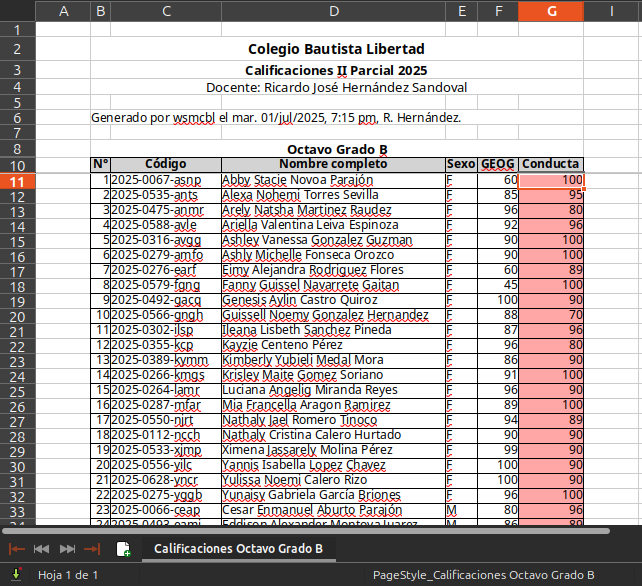 A B C D E F G H I
1
2 Colegio Bautista Libertad
3 Calificaciones II Parcial 2025
4 Docente: Ricardo José Hernández Sandoval
5
6 Generado por wsmcbl el mar. 01/jul/2025, 7:15 pm, R. Hernández.
7
8 Octavo Grado B
10 N° Código Nombre completo Sexo GEOG Conducta
11 1 2025-0067-asnp Abby Stacie Novoa Parajón F 60 100
12 2 2025-0535-ants Alexa Nohemi Torres Sevilla F 85 95
13 3 2025-0475-anmr Arely Natsha Martinez Raudez F 96 80
14 4 2025-0588-avle Ariella Valentina Leiva Espinoza F 92 96
15 5 2025-0316-avgg Ashley Vanessa Gonzalez Guzman F 90 100
16 6 2025-0279-amfo Ashly Michelle Fonseca Orozco F 90 100
17 7 2025-0276-earf Eimy Alejandra Rodriguez Flores F 60 89
18 8 2025-0579-fgng Fanny Guissel Navarrete Gaitan F 45 100
19 9 2025-0492-gacq Genesis Aylin Castro Quiroz F 100 90
20 10 2025-0566-gngh Guissell Noemy Gonzalez Hernandez F 88 70
21 11 2025-0302-ilsp Ileana Lisbeth Sanchez Pineda F 87 96
22 12 2025-0355-kcp Kayzie Centeno Pérez F 96 80
23 13 2025-0389-kymm Kimberly Yubieli Medal Mora F 86 90
24 14 2025-0266-kmgs Krisley Maite Gomez Soriano F 91 100
25 15 2025-0264-lamr Luciana Angelig Miranda Reyes F 96 90
26 16 2025-0287-mfar Mia Francella Aragon Ramirez F 89 100
27 17 2025-0550-njrt Nathaly Jael Romero Tinoco F 94 89
28 18 2025-0112-ncch Nathaly Cristina Calero Hurtado F 90 90
29 19 2025-0533-xjmp Ximena Jassarely Molina Pérez F 99 90
30 20 2025-0556-yilc Yannis Isabella Lopez Chavez F 100 90
31 21 2025-0628-yncr Yulissa Noemi Calero Rizo F 100 90
32 22 2025-0275-yggb Yunaisy Gabriela García Briones F 96 100
33 23 2025-0066-ceap Cesar Enmanuel Aburto Parajón M 80 96
34 24 2025-0493-eamj Eddison Alexander Montoya Juarez M 86 89
Calificaciones Octavo Grado B
Hoja 1 de 1 PageStyle_Calificaciones Octavo Grado B